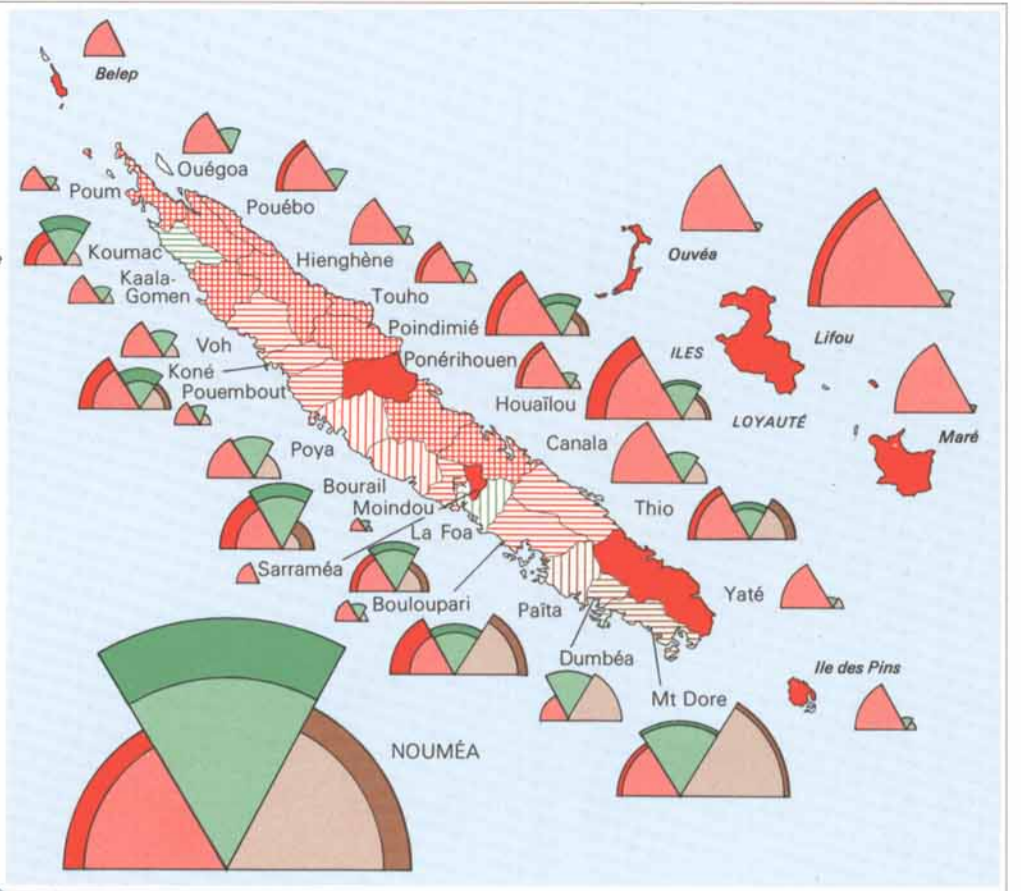 Belep
Ouégoa
Poum
Pouébo
Koumac
Hienghène
Kaala-
Gomen
Touho
Ouvéa
Poindimié
Lifou
Voh
Koné
Ponérihouen
ILES
Pouembout
Houaïlou
LOYAUTÉ
Maré
Poya
Canala
Bourail
Moindou
Thio
La Foa
Sarraméa
Bouloupari
Païta
Yaté
Dumbéa
Ile des Pins
Mt Dore
NOUMÉA